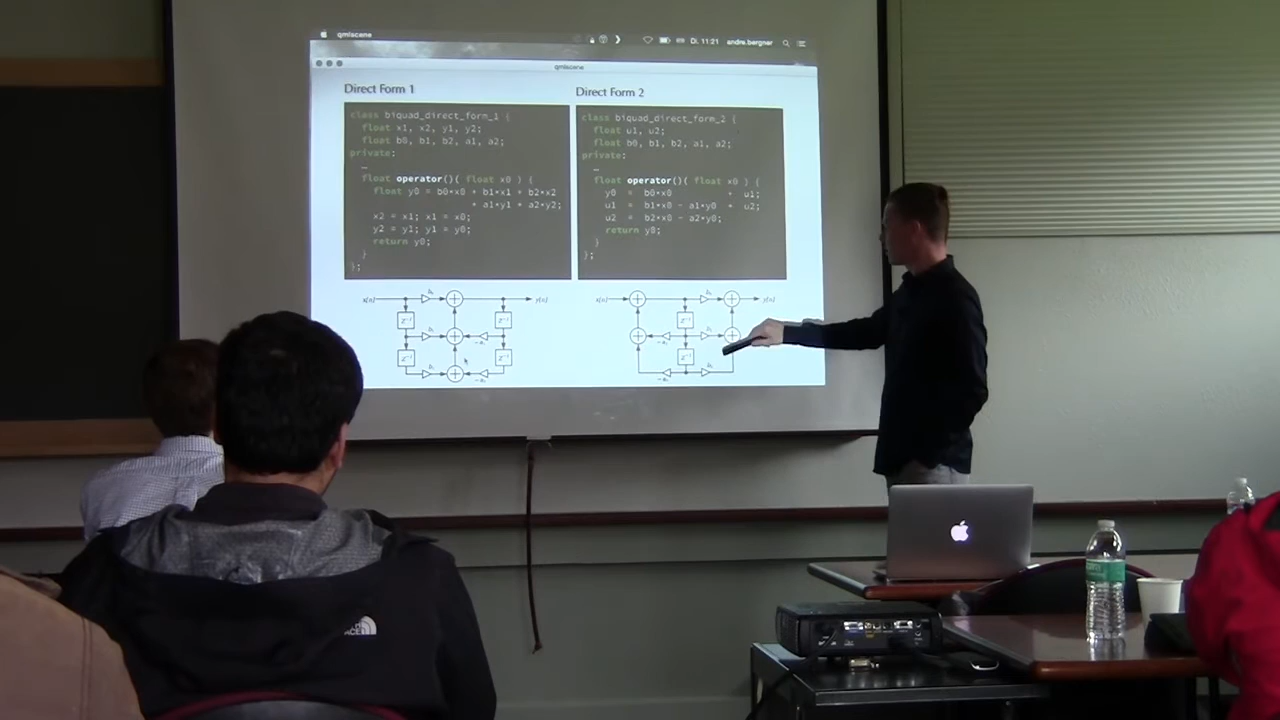 qmlscene
Di. 11:21 andre.bergner
qmlscene
Direct Form 1
class biquad_direct_form_1 {
float x1, x2, y1, y2;
float b0, b1, b2, a1, a2;
private:
…
float operator()( float x0 ) {
float y0 = b0*x0 + b1*x1 + b2*x2
+ a1*y1 + a2*y2;
x2 = x1; x1 = x0;
y2 = y1; y1 = y0;
return y0;
}
};
x[n]
y[n]
Direct Form 2
class biquad_direct_form_2 {
float u1, u2;
float b0, b1, b2, a1, a2;
private:
…
float operator()( float x0 ) {
y0 = b0*x0 + u1;
u1 = b1*x0 - a1*y0 + u2;
u2 = b2*x0 - a2*y0;
return y0;
}
};
x[n]
y[n]